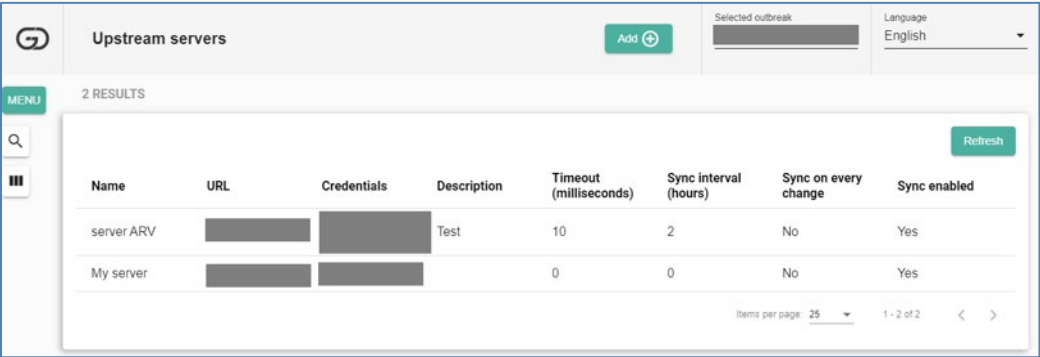 Upstream servers
Add
Selected outbreak
Language
English
MENU
2 RESULTS
Refresh
Name URL Credentials Description Timeout (milliseconds) Sync interval (hours) Sync on every change Sync enabled
server ARV Test 10 2 No Yes
My server 0 0 No Yes
Items per page: 25 1 - 2 of 2